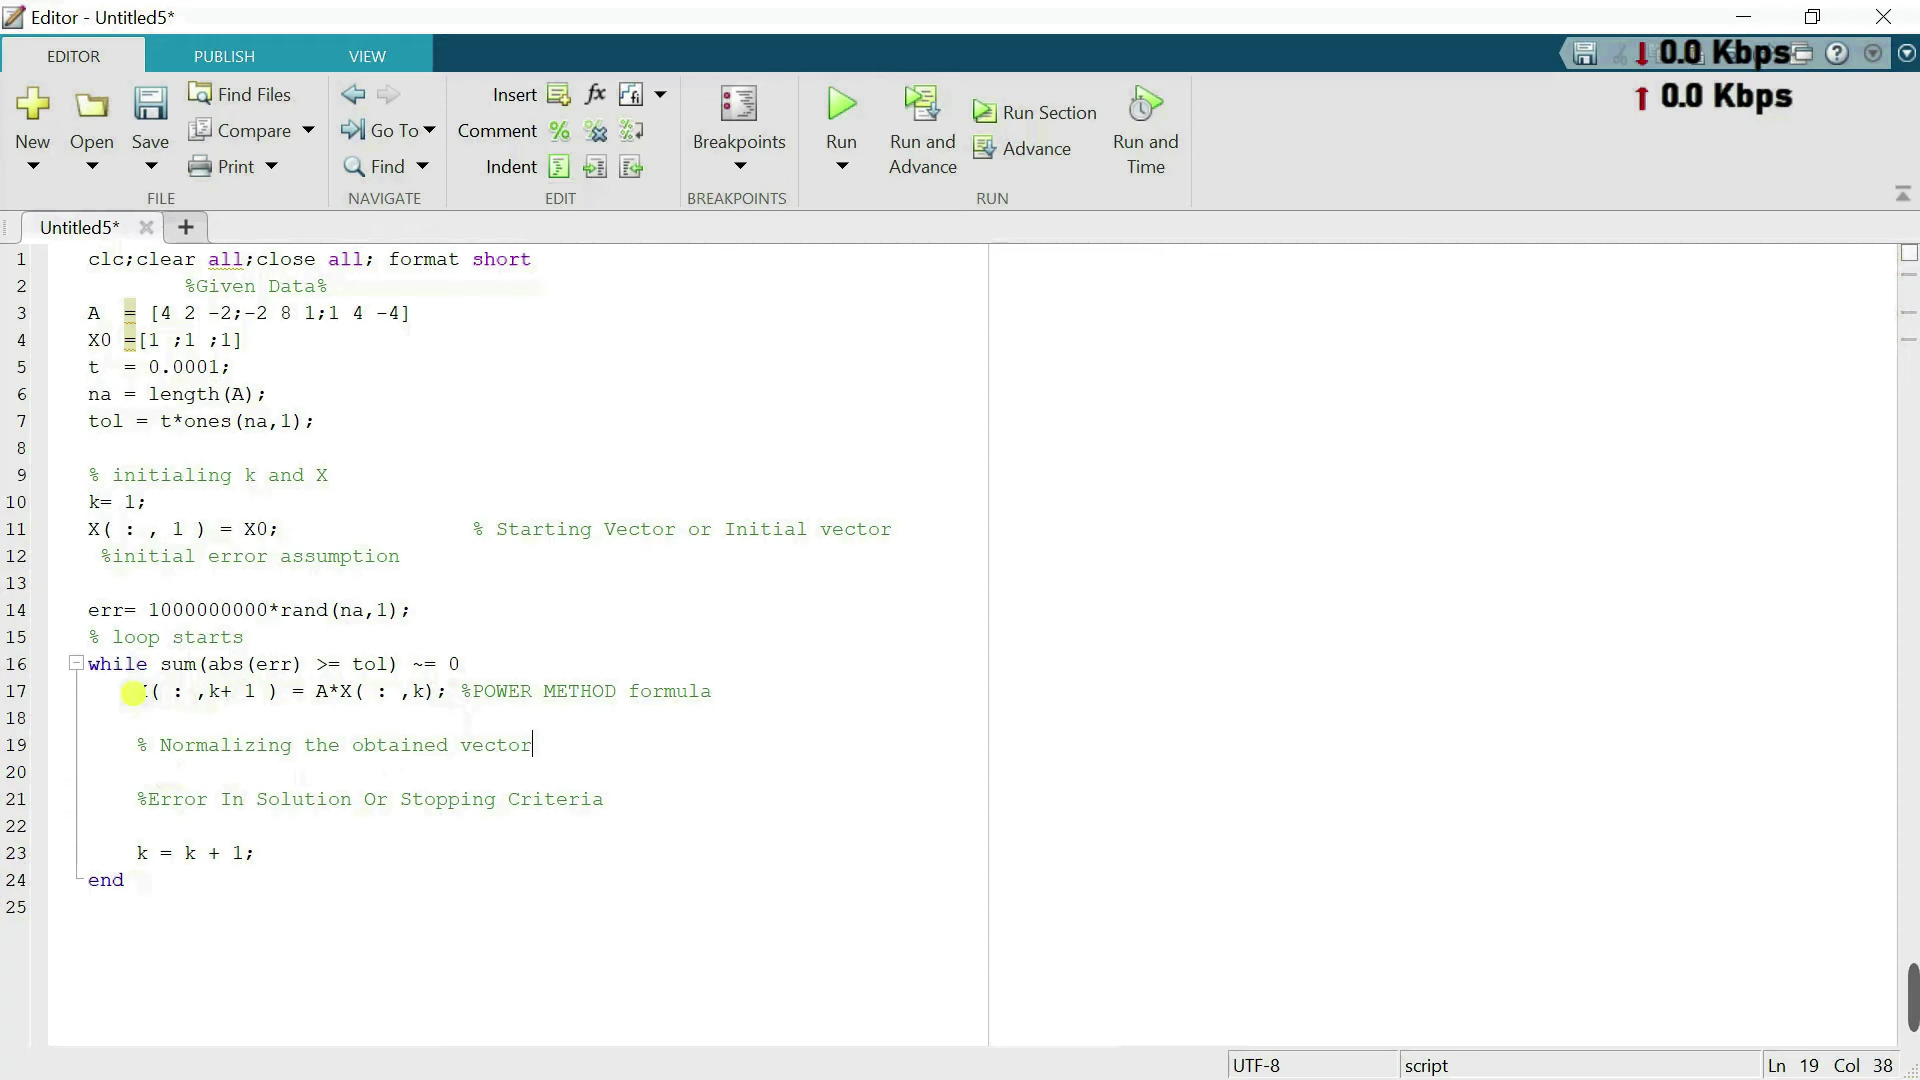 Editor - Untitled5*
EDITOR PUBLISH VIEW
0.0 Kbps
0.0 Kbps
New Open Save
Find Files
Compare
Print
FILE
Go To
Find
NAVIGATE
Insert fx
Comment
Indent
EDIT
Breakpoints
BREAKPOINTS
Run
Run and Advance
Run Section
Advance
Run and Time
RUN
Untitled5*
1 clc;clear all;close all; format short
2 %Given Data%
3 A = [4 2 -2;-2 8 1;1 4 -4]
4 X0 =[1 ;1 ;1]
5 t = 0.0001;
6 na = length(A);
7 tol = t*ones(na,1);
8
9 % initialing k and X
10 k= 1;
11 X( : , 1 ) = X0; % Starting Vector or Initial vector
12 %initial error assumption
13
14 err= 1000000000*rand(na,1);
15 % loop starts
16 while sum(abs(err) >= tol) ~= 0
17 X( : ,k+ 1 ) = A*X( : ,k); %POWER METHOD formula
18
19 % Normalizing the obtained vector
20
21 %Error In Solution Or Stopping Criteria
22
23 k = k + 1;
24 end
25
UTF-8 script Ln 19 Col 38